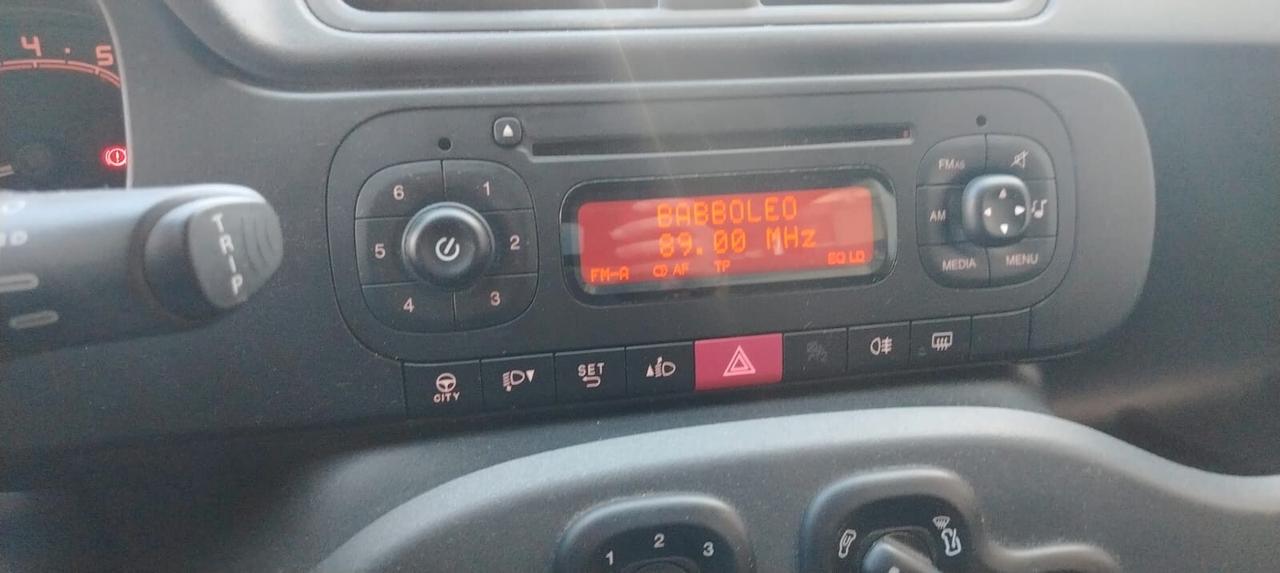 4 5
TRIP
6 1
5 2
4 3
BABBOLEO
89.00 MHz
FM-A AF TP EQ LD
FMAS
AM
MEDIA MENU
CITY
SET
1 2 3